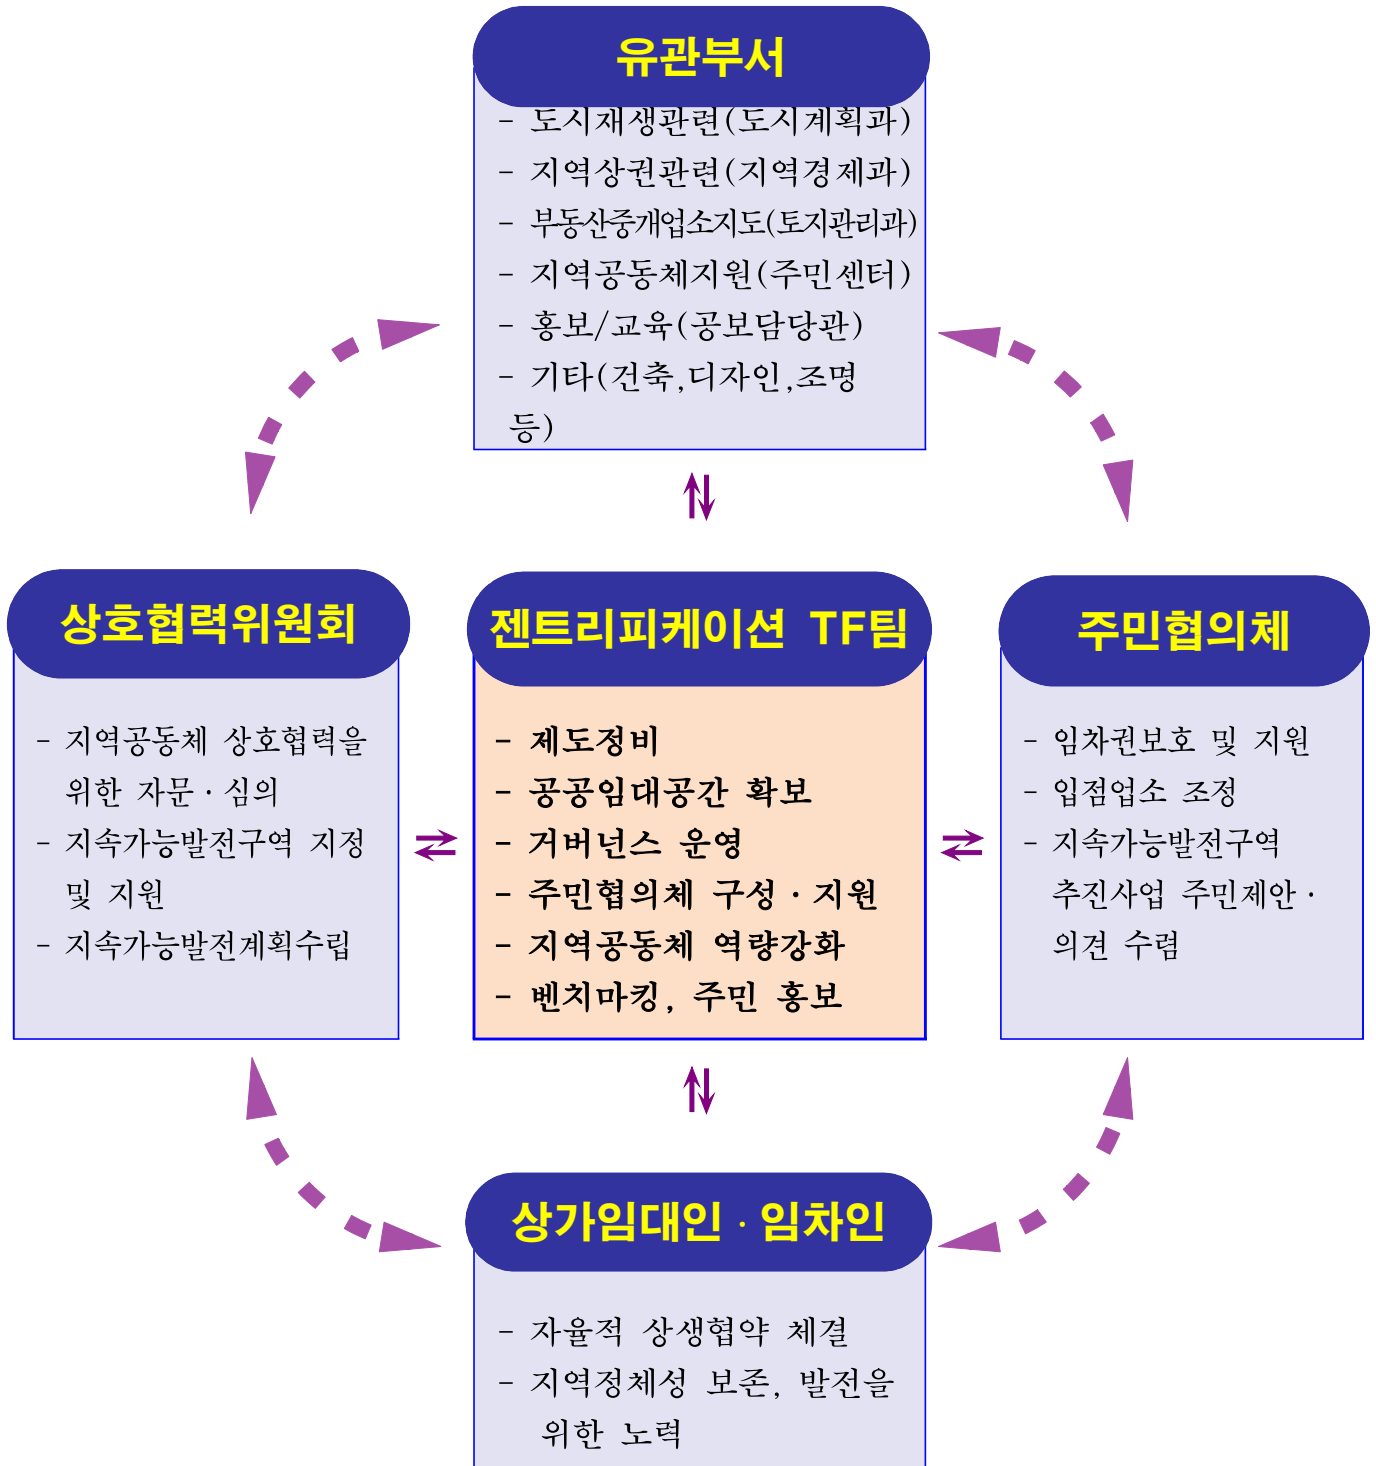 유관부서
- 도시재생관련(도시계획과)
- 지역상권관련(지역경제과)
- 부동산중개업소지도(토지관리과)
- 지역공동체지원(주민센터)
- 홍보/교육(공보담당관)
- 기타(건축,디자인,조명
등)
상호협력위원회
- 지역공동체 상호협력을
위한 자문·심의
- 지속가능발전구역 지정
및 지원
- 지속가능발전계획수립
젠트리피케이션 TF팀
- 제도정비
- 공공임대공간 확보
- 거버넌스 운영
- 주민협의체 구성·지원
- 지역공동체 역량강화
- 벤치마킹, 주민 홍보
주민협의체
- 임차권보호 및 지원
- 입점업소 조정
- 지속가능발전구역
추진사업 주민제안·
의견 수렴
상가임대인·임차인
- 자율적 상생협약 체결
- 지역정체성 보존, 발전을
위한 노력